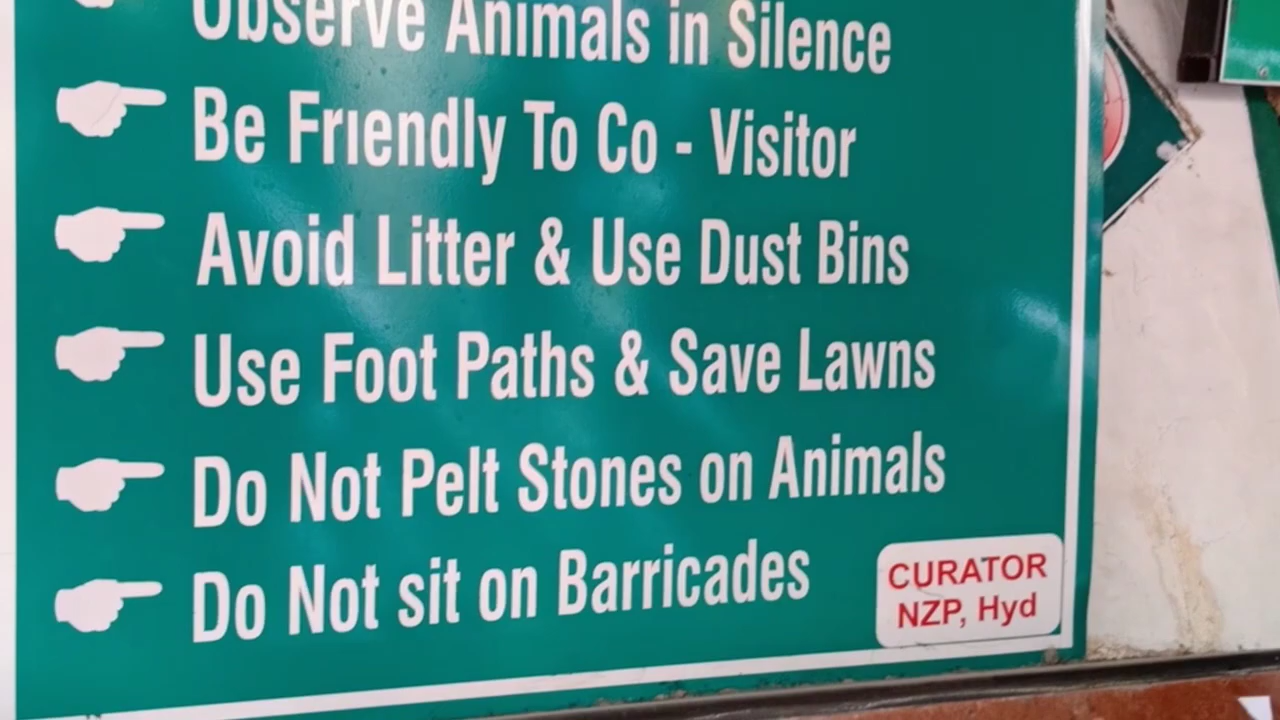 Observe Animals in Silence
Be Friendly To Co - Visitor
Avoid Litter & Use Dust Bins
Use Foot Paths & Save Lawns
Do Not Pelt Stones on Animals
Do Not sit on Barricades
CURATOR
NZP, Hyd